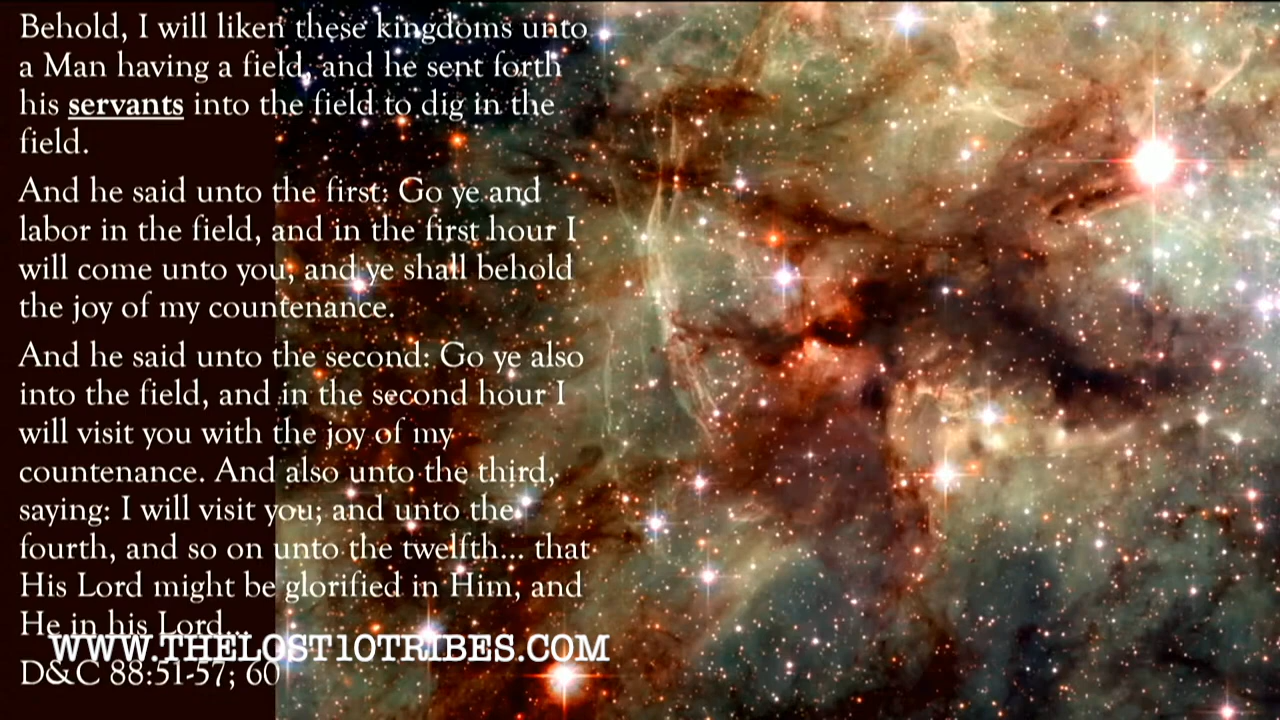 Behold, I will liken these kingdoms unto
a Man having a field, and he sent forth
his servants into the field to dig in the
field.
And he said unto the first: Go ye and
labor in the field, and in the first hour I
will come unto you, and ye shall behold
the joy of my countenance.
And he said unto the second: Go ye also
into the field, and in the second hour I
will visit you with the joy of my
countenance. And also unto the third,
saying: I will visit you; and unto the
fourth, and so on unto the twelfth... that
His Lord might be glorified in Him, and
He in his Lord...
WWW.THELOST10TRIBES.COM
D&C 88:51-57; 60